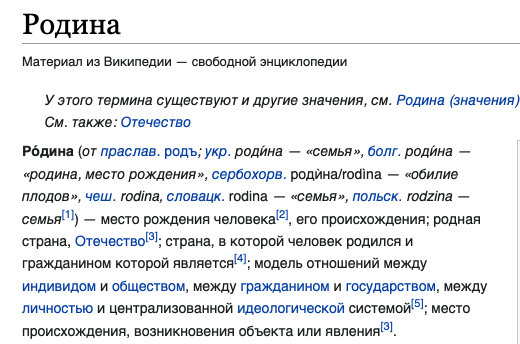 Родина
Материал из Википедии — свободной энциклопедии
У этого термина существуют и другие значения, см. Родина (значения)
См. также: Отечество
Ро́дина (от праслав. родъ; укр. роди́на — «семья», болг. роди́на —
«родина, место рождения», сербохорв. роди̏на/rodȉna — «обилие
плодов», чеш. rodina, словацк. rodina — «семья», польск. rodzina —
семья[1]) — место рождения человека[2], его происхождения; родная
страна, Отечество[3]; страна, в которой человек родился и
гражданином которой является[4]; модель отношений между
индивидом и обществом, между гражданином и государством, между
личностью и централизованной идеологической системой[5]; место
происхождения, возникновения объекта или явления[3].